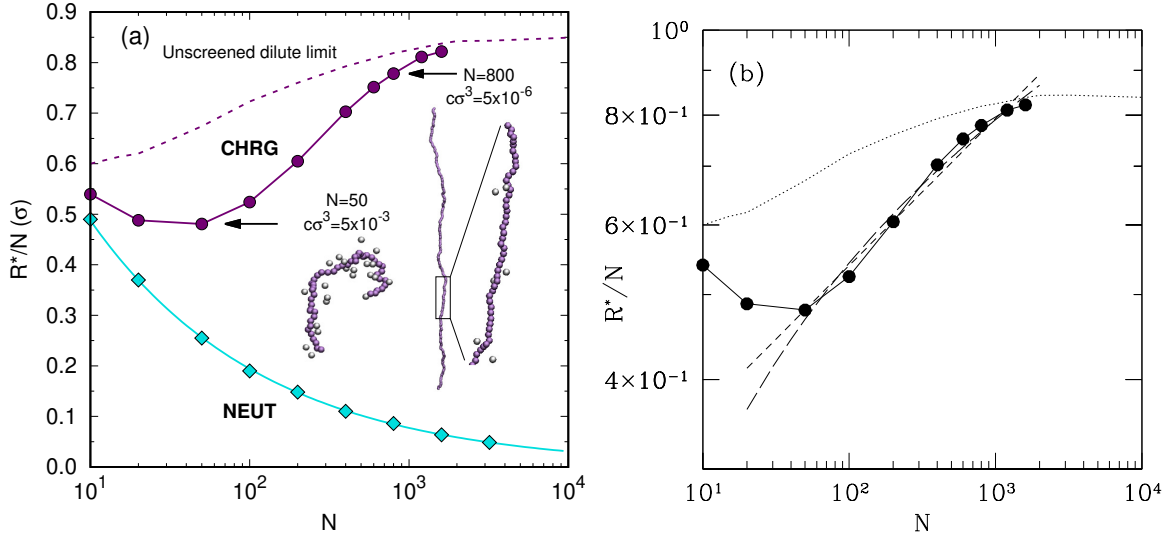 (a)
Unscreened dilute limit
N=800
cσ³=5x10⁻⁶
CHRG
N=50
cσ³=5x10⁻³
NEUT
R*/N (σ)
0.9
0.8
0.7
0.6
0.5
0.4
0.3
0.2
0.1
0.0
10¹ 10² 10³ 10⁴
N
(b)
R*/N
10⁰
8×10⁻¹
6×10⁻¹
4×10⁻¹
10¹ 10² 10³ 10⁴
N